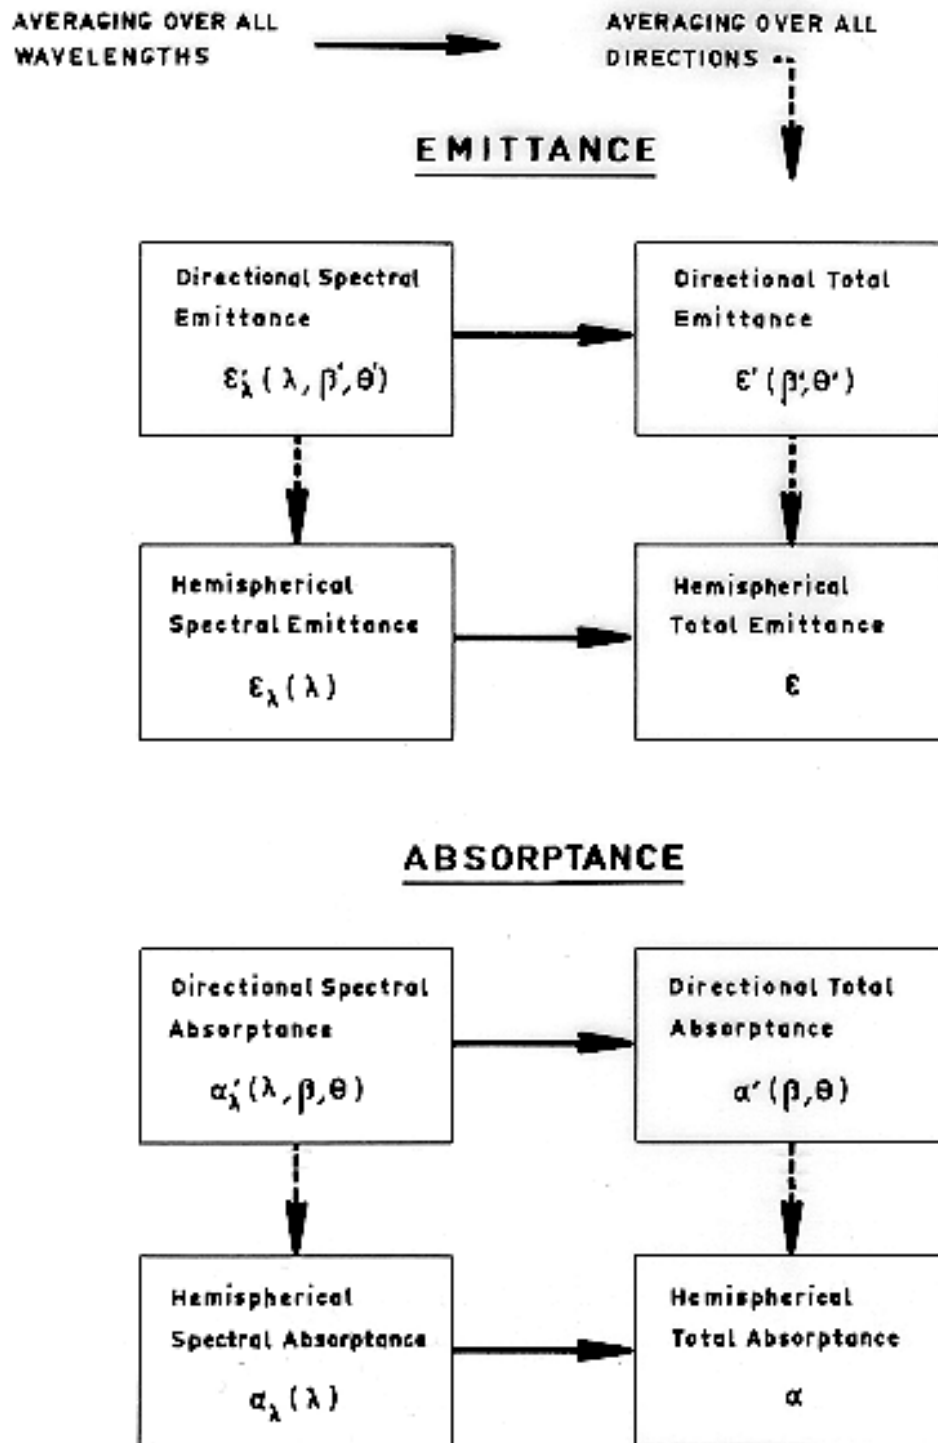 AVERAGING OVER ALL
WAVELENGTHS
AVERAGING OVER ALL
DIRECTIONS
EMITTANCE
Directional Spectral
Emittance
ε'λ(λ,β',θ')
Directional Total
Emittance
ε'(β',θ')
Hemispherical
Spectral Emittance
ελ(λ)
Hemispherical
Total Emittance
ε
ABSORPTANCE
Directional Spectral
Absorptance
α'λ(λ,β,θ)
Directional Total
Absorptance
α'(β,θ)
Hemispherical
Spectral Absorptance
αλ(λ)
Hemispherical
Total Absorptance
α